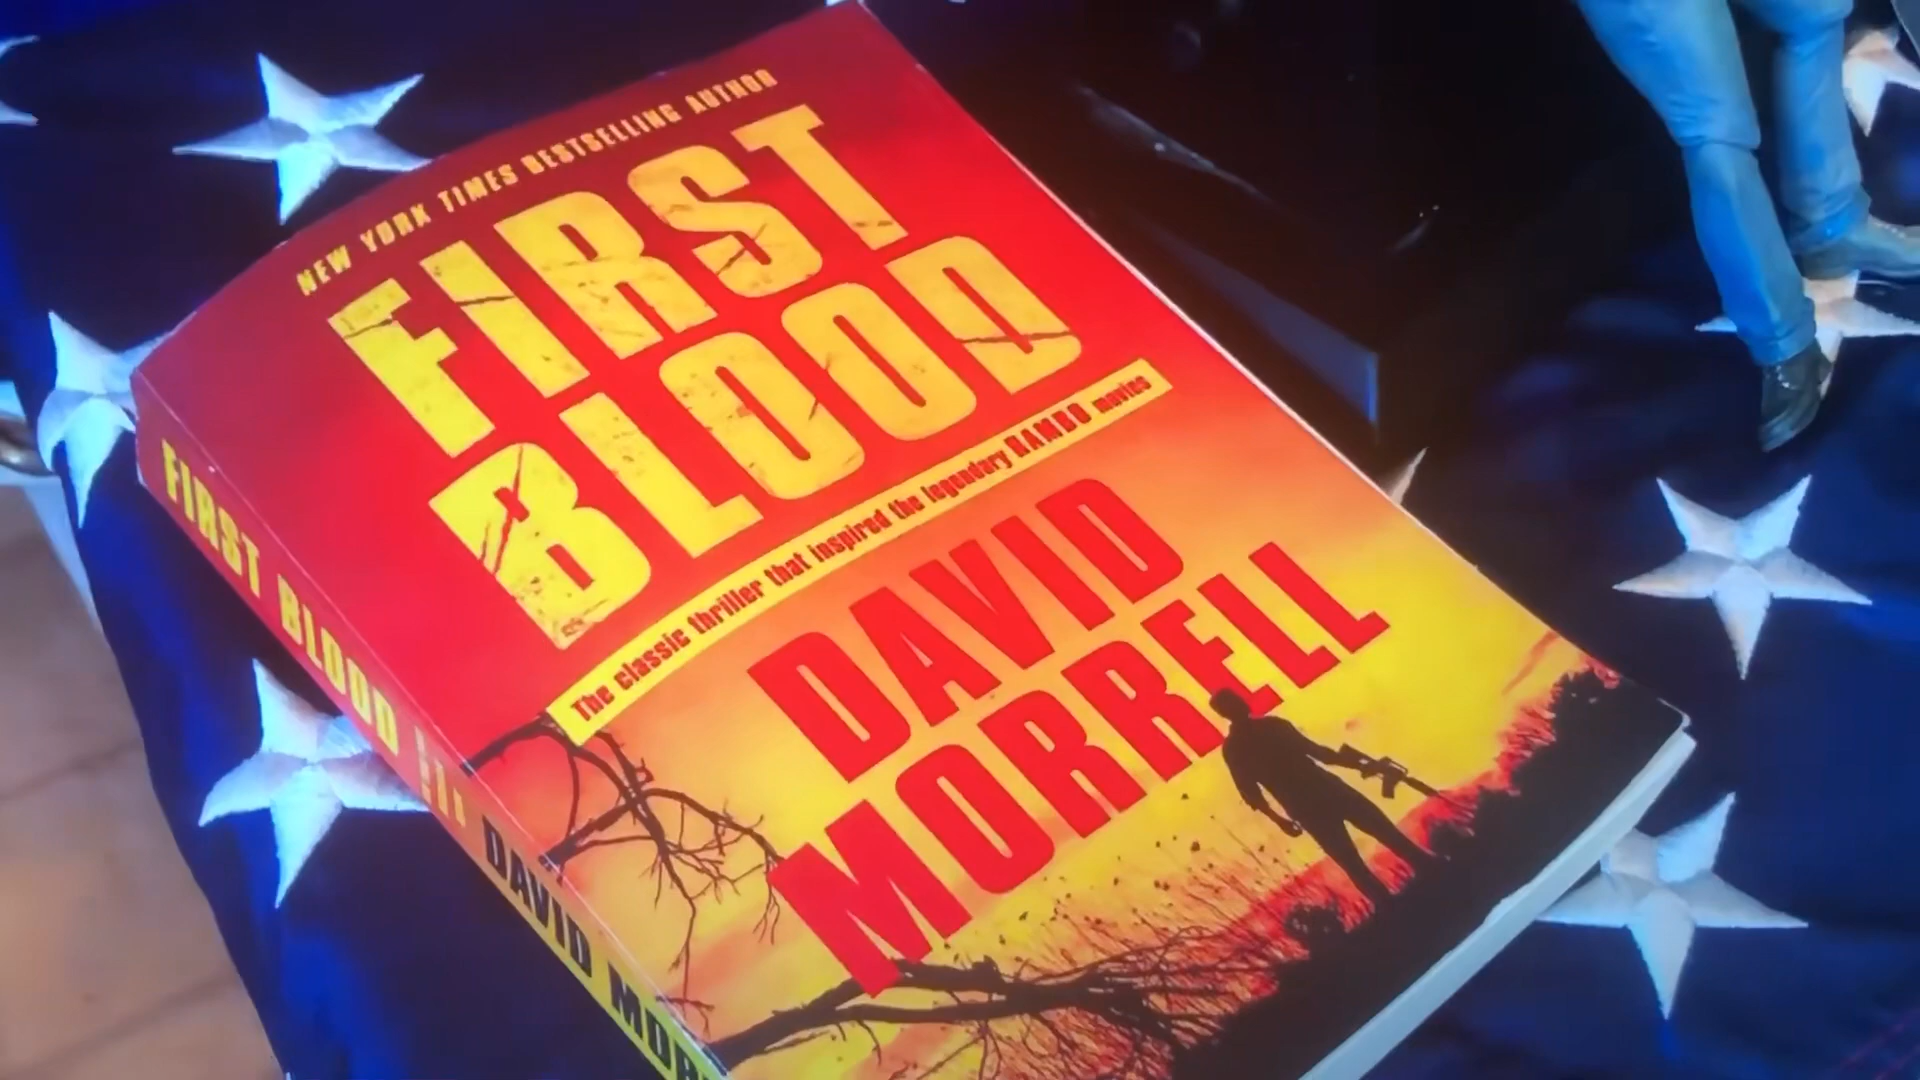 NEW YORK TIMES BESTSELLING AUTHOR
FIRST
BLOOD
The classic thriller that inspired the legendary RAMBO movies
DAVID
MORRELL
FIRST BLOOD
DAVID